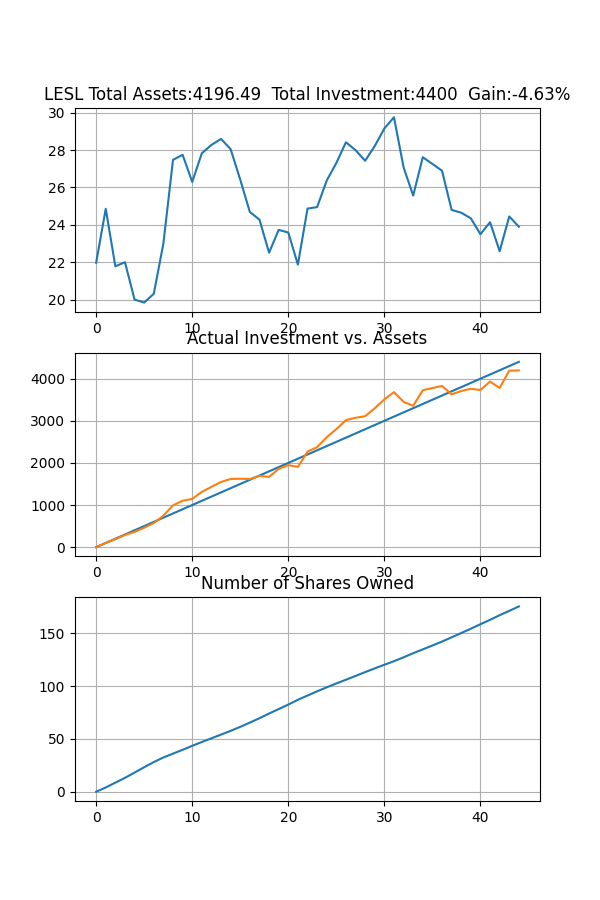 LESL Total Assets:4196.49  Total Investment:4400  Gain:-4.63%
30
28
26
24
22
20
0 10 20 30 40
Actual Investment vs. Assets
4000
3000
2000
1000
0
0 10 20 30 40
Number of Shares Owned
150
100
50
0
0 10 20 30 40